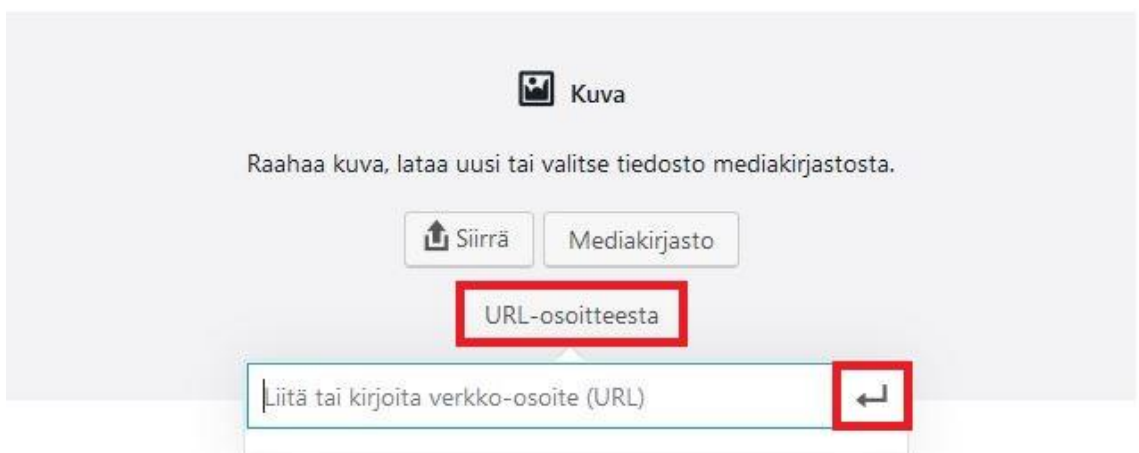 Kuva
Raahaa kuva, lataa uusi tai valitse tiedosto mediakirjastosta.
Siirrä Mediakirjasto
URL-osoitteesta
Liitä tai kirjoita verkko-osoite (URL)